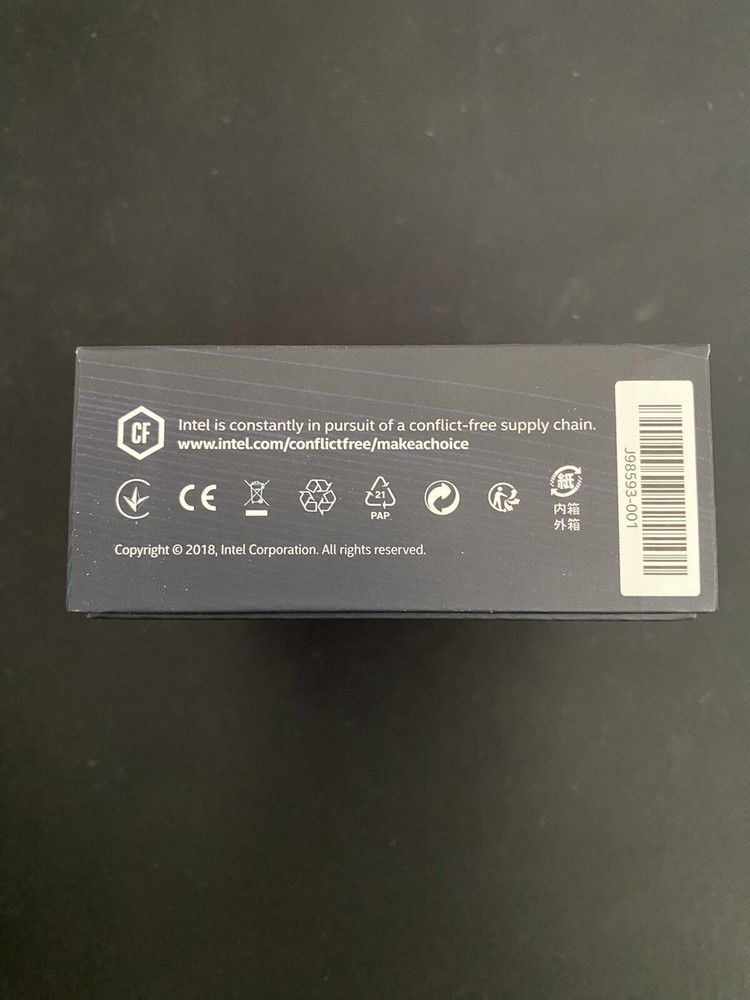 CF
Intel is constantly in pursuit of a conflict-free supply chain.
www.intel.com/conflictfree/makeachoice
CE
21
PAP
紙
内箱
外箱
Copyright © 2018, Intel Corporation. All rights reserved.
J98593-001